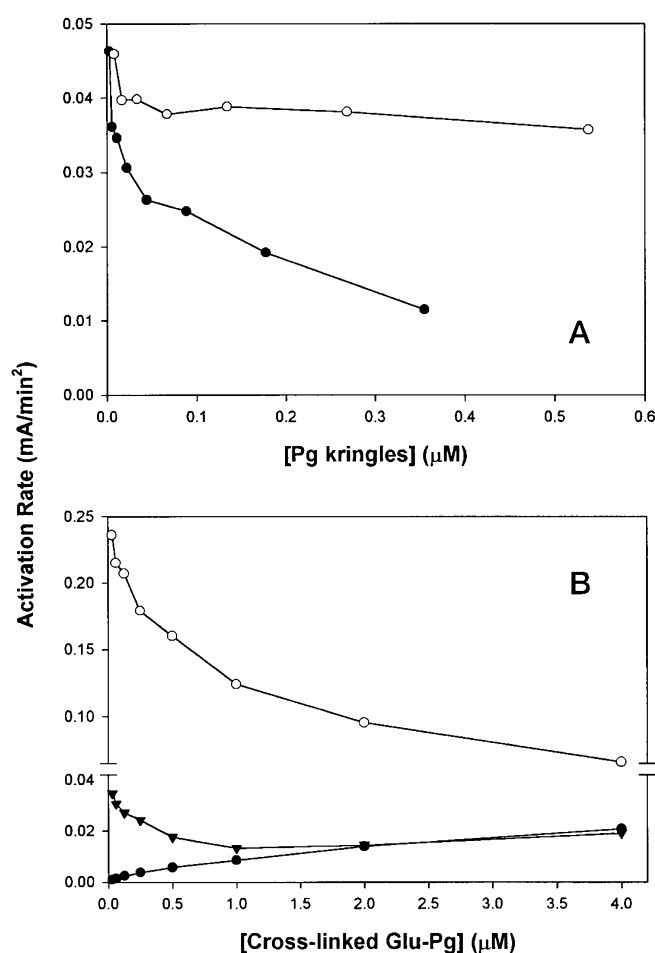 0.05
0.04
0.03
0.02
0.01
0.00
A
0.0 0.1 0.2 0.3 0.4 0.5 0.6
[Pg kringles] (μM)
Activation Rate (mA/min²)
0.25
0.20
0.15
0.10
0.04
0.02
0.00
B
0.0 0.5 1.0 1.5 2.0 2.5 3.0 3.5 4.0
[Cross-linked Glu-Pg] (μM)